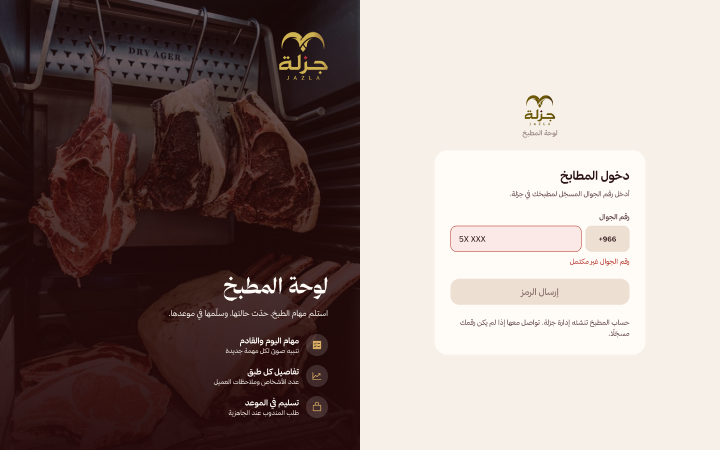 DRY AGER
جزلة
JAZLA
لوحة المطبخ
استلم مهام الطبخ، حدّث حالتها، وسلّمها في موعدها.
مهام اليوم والقادم
تنبيه صوتي لكل مهمة جديدة
تفاصيل كل طبق
عدد الأشخاص وملاحظات العميل
تسليم في الموعد
طلب المندوب عند الجاهزية
جزلة
JAZLA
لوحة المطبخ
دخول المطابخ
أدخل رقم الجوال المسجّل لمطبخك في جزلة.
رقم الجوال
+966
5X XXX
رقم الجوال غير مكتمل
إرسال الرمز
حساب المطبخ تنشئه إدارة جزلة. تواصل معها إذا لم يكن رقمك
مسجّلًا.